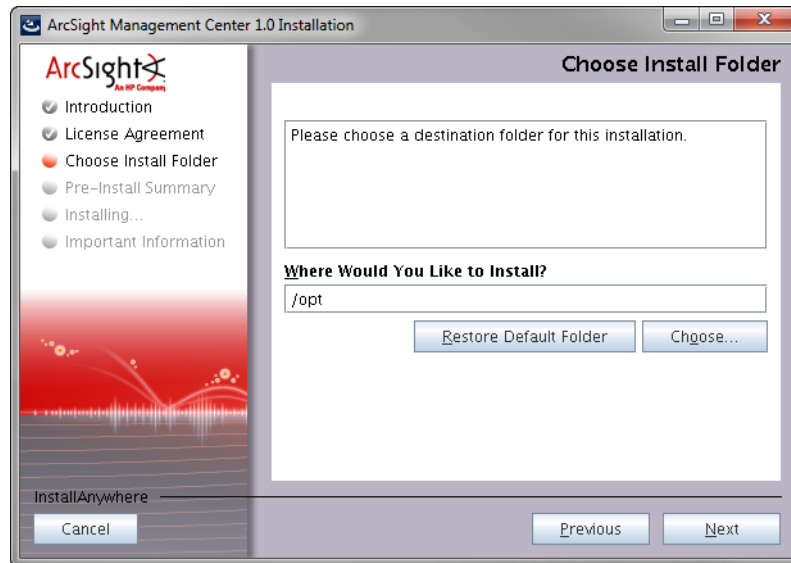 ArcSight Management Center 1.0 Installation
ArcSight
An HP Company
Choose Install Folder
Introduction
License Agreement
Choose Install Folder
Pre-Install Summary
Installing...
Important Information
Please choose a destination folder for this installation.
Where Would You Like to Install?
/opt
Restore Default Folder
Choose...
InstallAnywhere
Cancel
Previous
Next